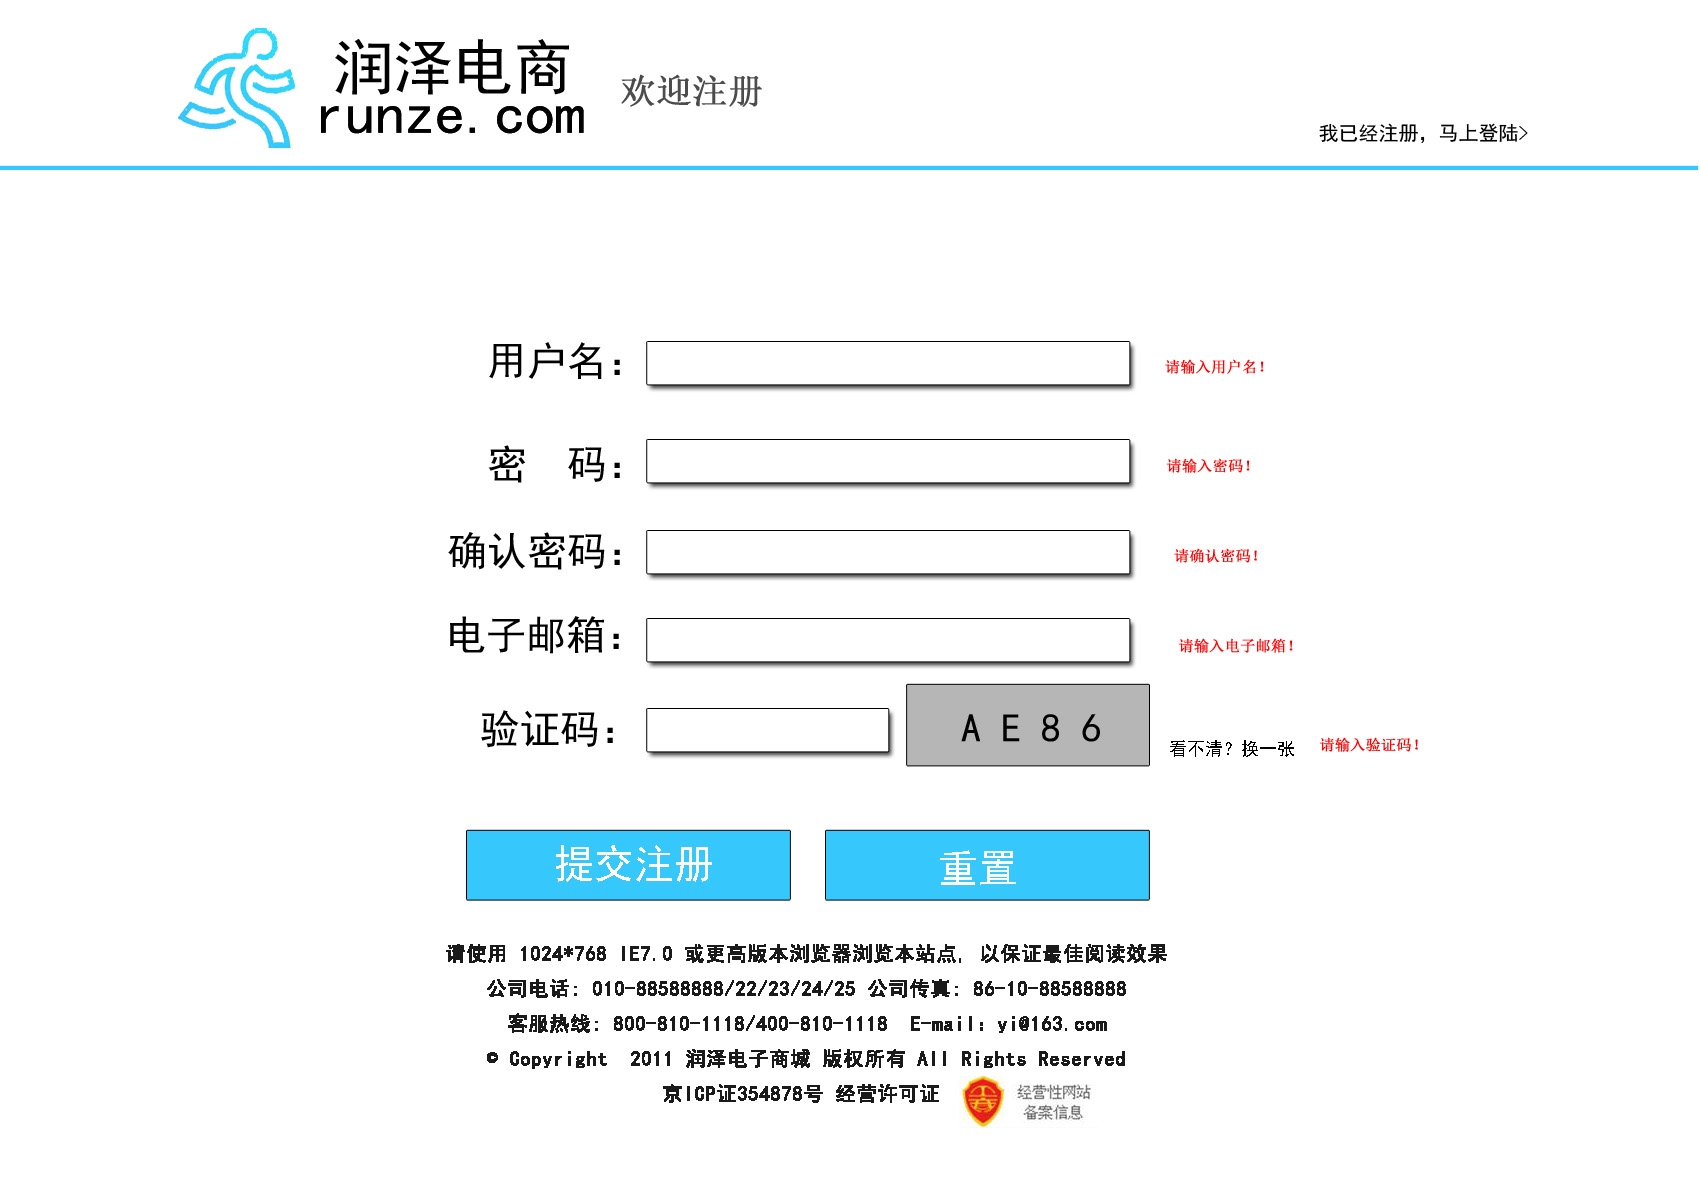 润泽电商
runze.com
欢迎注册
我已经注册，马上登陆>
用户名：
请输入用户名！
密　码：
请输入密码！
确认密码：
请确认密码！
电子邮箱：
请输入电子邮箱！
验证码：
AE86
看不清？换一张
请输入验证码！
提交注册
重置
请使用 1024*768 IE7.0 或更高版本浏览器浏览本站点，以保证最佳阅读效果
公司电话：010-88588888/22/23/24/25 公司传真：86-10-88588888
客服热线：800-810-1118/400-810-1118 E-mail：yi@163.com
© Copyright 2011 润泽电子商城 版权所有 All Rights Reserved
京ICP证354878号 经营许可证
工商
经营性网站
备案信息